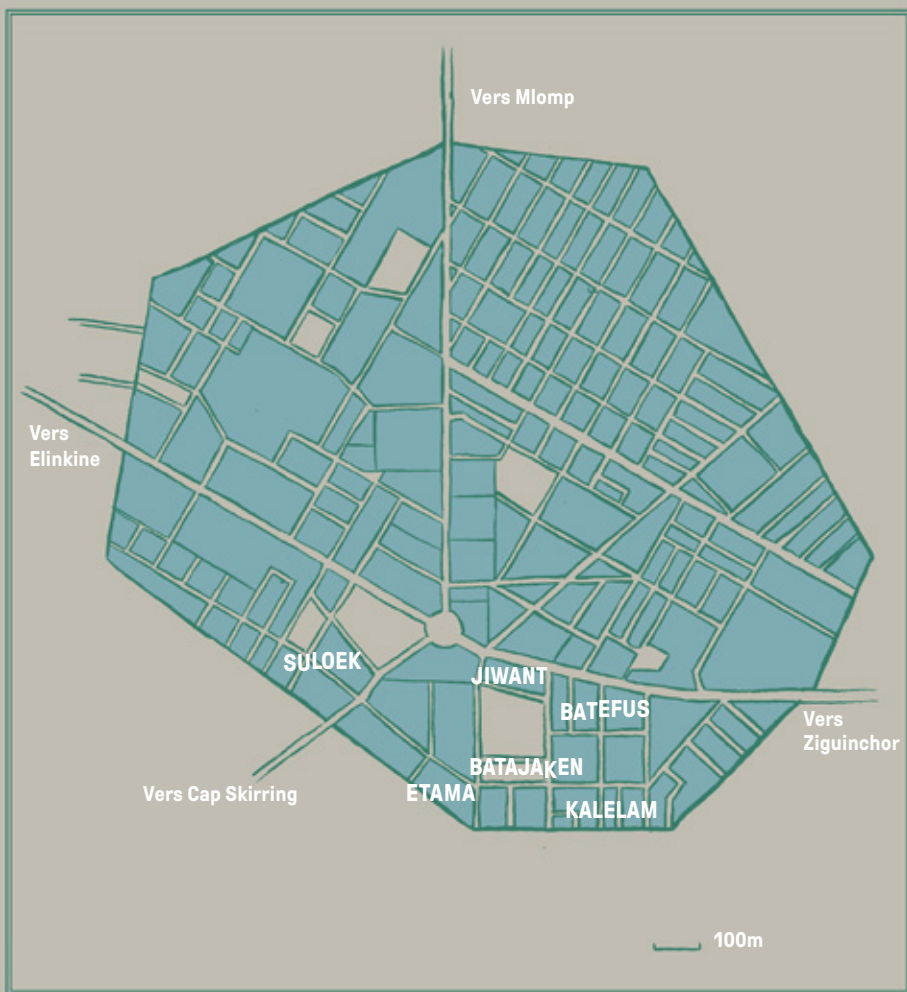 Vers Mlomp
Vers
Elinkine
SULOEK
JIWANT
BATEFUS
Vers
Ziguinchor
BATAJAKEN
ETAMA
Vers Cap Skirring
KALELAM
100m